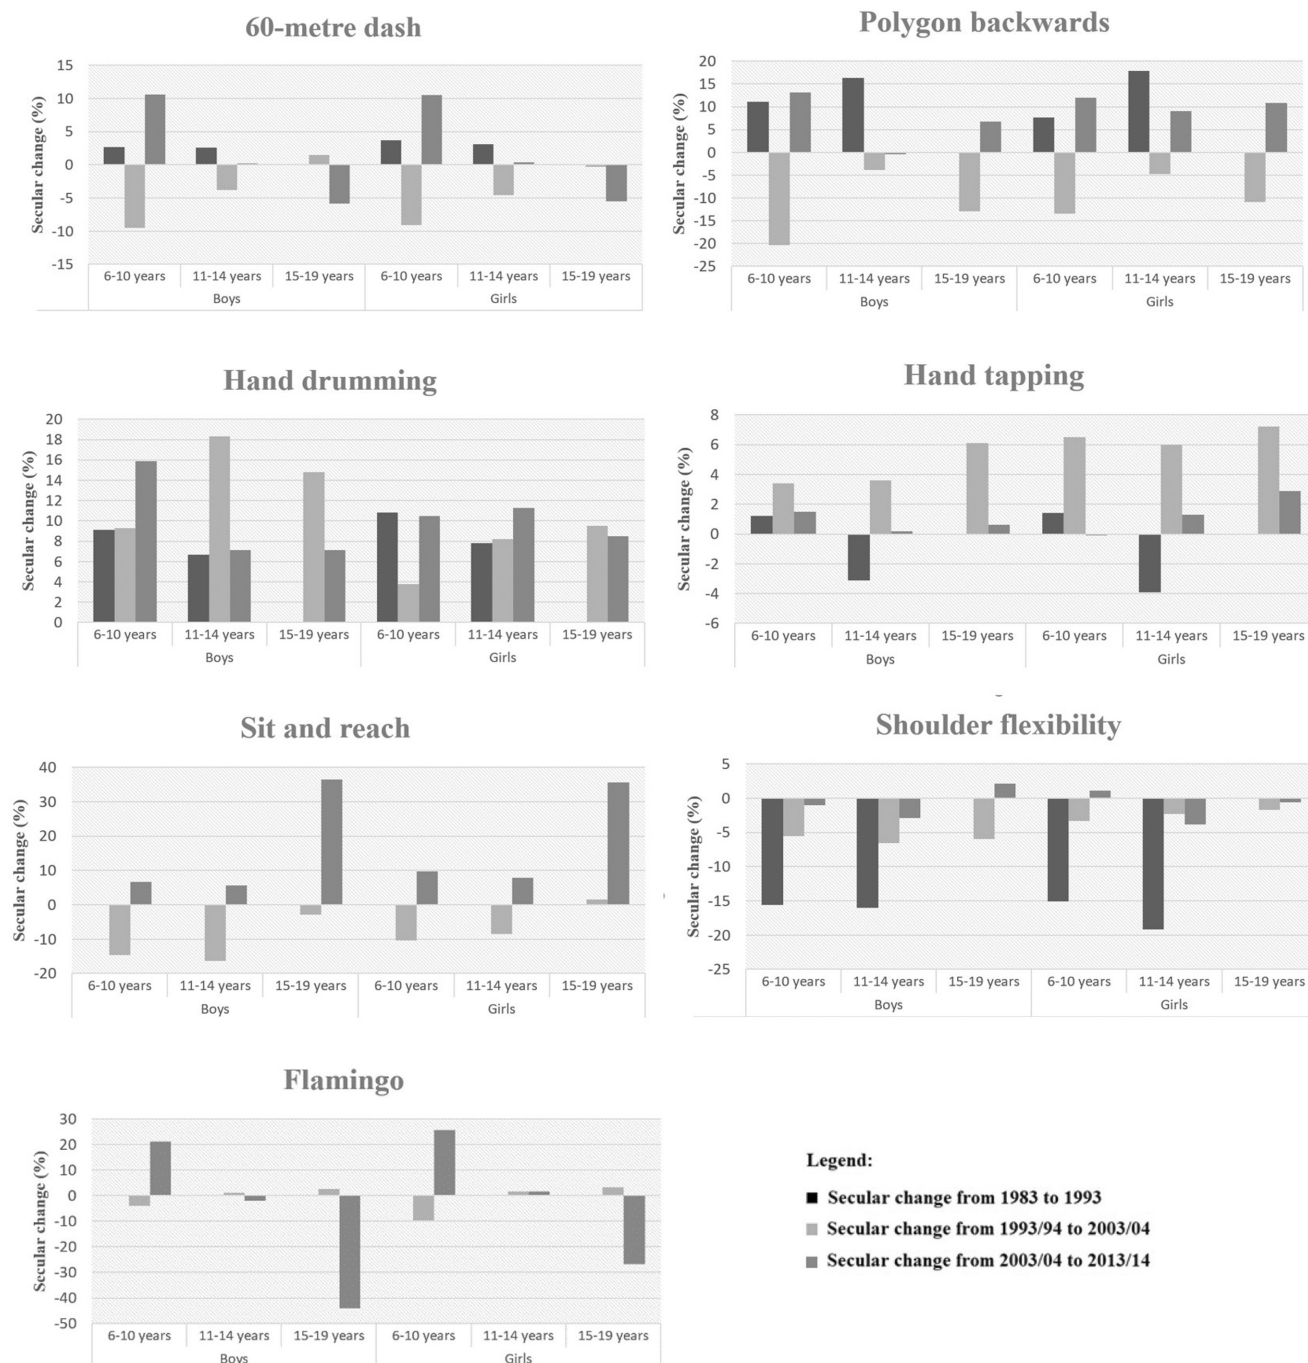 60-metre dash
Secular change (%)
15
10
5
0
-5
-10
-15
6-10 years 11-14 years 15-19 years 6-10 years 11-14 years 15-19 years
Boys Girls
Polygon backwards
Secular change (%)
20
15
10
5
0
-5
-10
-15
-20
-25
6-10 years 11-14 years 15-19 years 6-10 years 11-14 years 15-19 years
Boys Girls
Hand drumming
Secular change (%)
20
18
16
14
12
10
8
6
4
2
0
6-10 years 11-14 years 15-19 years 6-10 years 11-14 years 15-19 years
Boys Girls
Hand tapping
Secular change (%)
8
6
4
2
0
-2
-4
-6
6-10 years 11-14 years 15-19 years 6-10 years 11-14 years 15-19 years
Boys Girls
Sit and reach
Secular change (%)
40
30
20
10
0
-10
-20
6-10 years 11-14 years 15-19 years 6-10 years 11-14 years 15-19 years
Boys Girls
Shoulder flexibility
Secular change (%)
5
0
-5
-10
-15
-20
-25
6-10 years 11-14 years 15-19 years 6-10 years 11-14 years 15-19 years
Boys Girls
Flamingo
Secular change (%)
30
20
10
0
-10
-20
-30
-40
-50
6-10 years 11-14 years 15-19 years 6-10 years 11-14 years 15-19 years
Boys Girls
Legend:
Secular change from 1983 to 1993
Secular change from 1993/94 to 2003/04
Secular change from 2003/04 to 2013/14